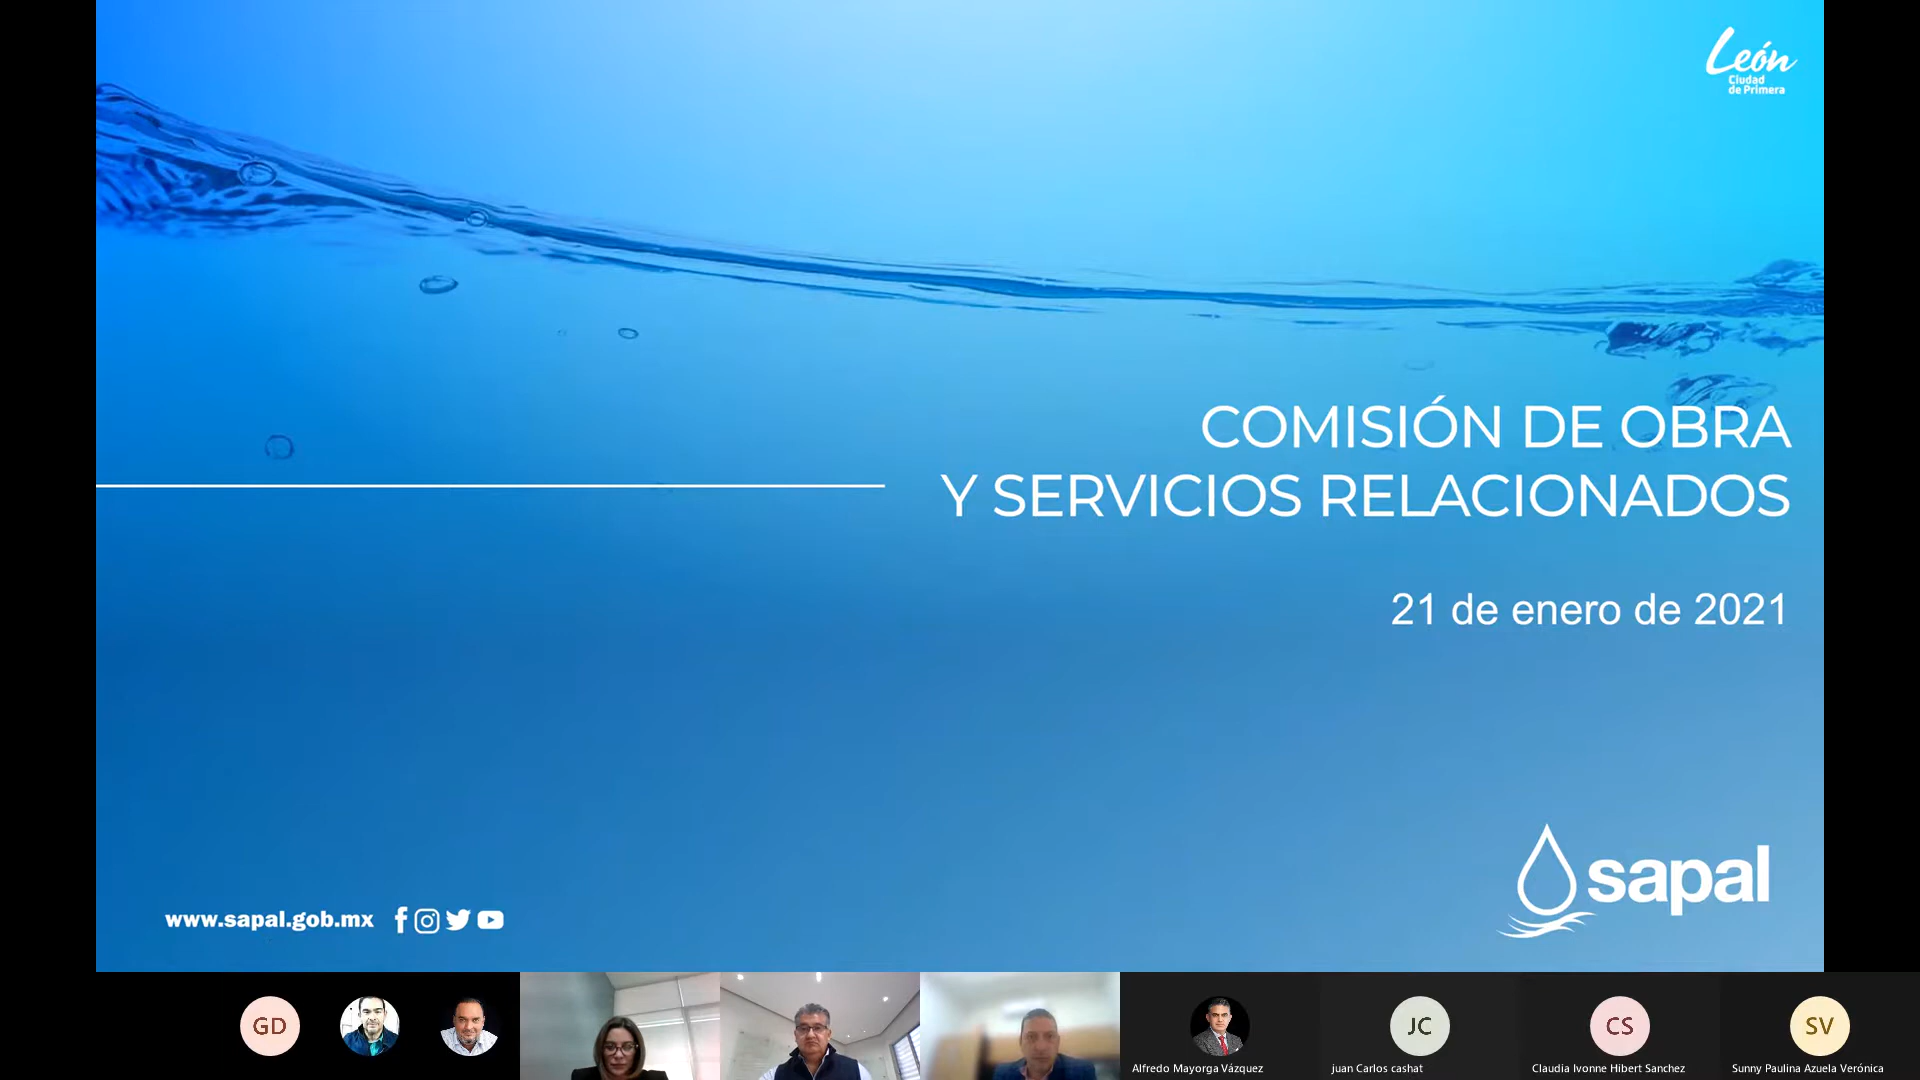 León
Ciudad
de Primera
COMISIÓN DE OBRA
Y SERVICIOS RELACIONADOS
21 de enero de 2021
sapal
www.sapal.gob.mx
GD
JC
CS
SV
Alfredo Mayorga Vázquez
juan Carlos cashat
Claudia Ivonne Hibert Sanchez
Sunny Paulina Azuela Verónica